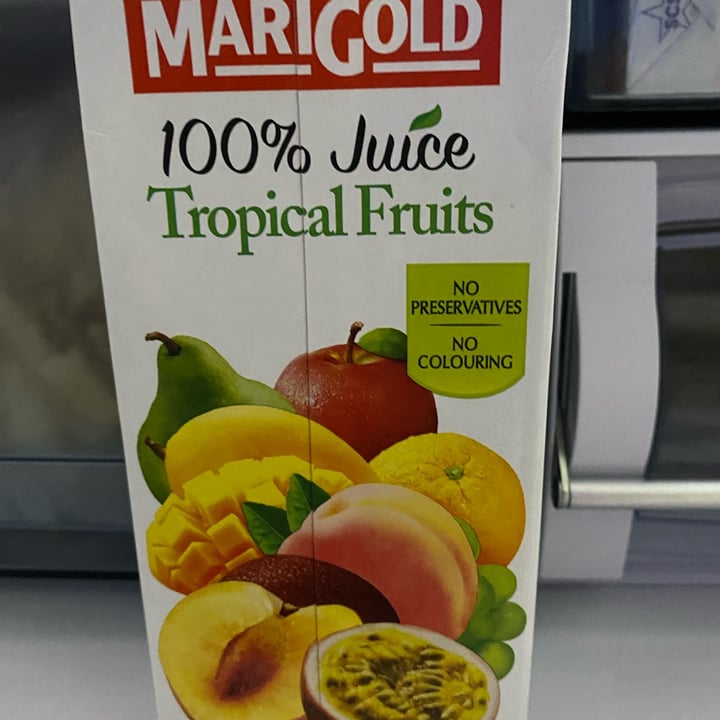 MARIGOLD
100% Juice
Tropical Fruits
NO
PRESERVATIVES
NO
COLOURING